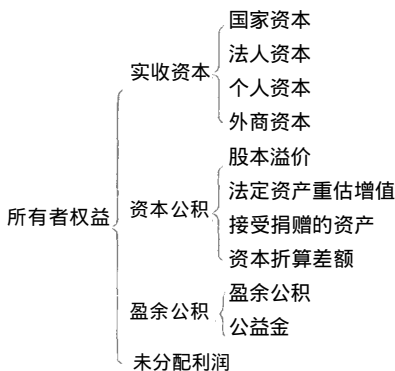 国家资本
法人资本
实收资本
个人资本
外商资本
股本溢价
法定资产重估增值
资本公积
所有者权益
接受捐赠的资产
资本折算差额
盈余公积
盈余公积
公益金
未分配利润